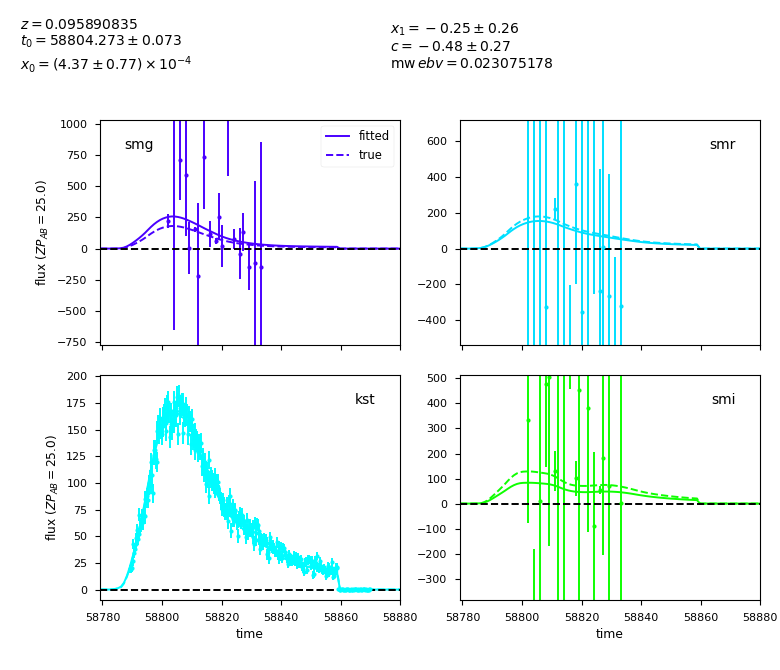 z = 0.095890835
t₀ = 58804.273 ± 0.073
x₀ = (4.37 ± 0.77) × 10⁻⁴
x₁ = −0.25 ± 0.26
c = −0.48 ± 0.27
mw ebv = 0.023075178
smg
fitted
true
flux (ZP_AB = 25.0)
1000
750
500
250
0
−250
−500
−750
smr
600
400
200
0
−200
−400
kst
flux (ZP_AB = 25.0)
200
175
150
125
100
75
50
25
0
58780 58800 58820 58840 58860 58880
time
smi
500
400
300
200
100
0
−100
−200
−300
58780 58800 58820 58840 58860 58880
time